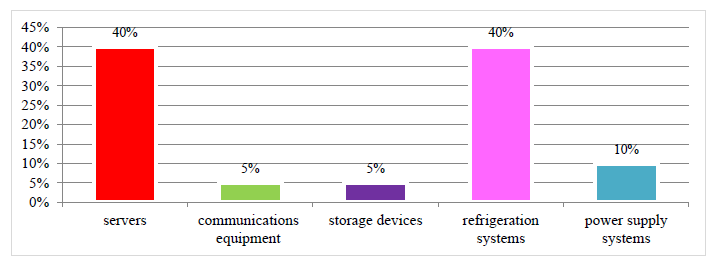 45%
40%
35%
30%
25%
20%
15%
10%
5%
0%
40%
5%
5%
40%
10%
servers
communications
equipment
storage devices
refrigeration
systems
power supply
systems